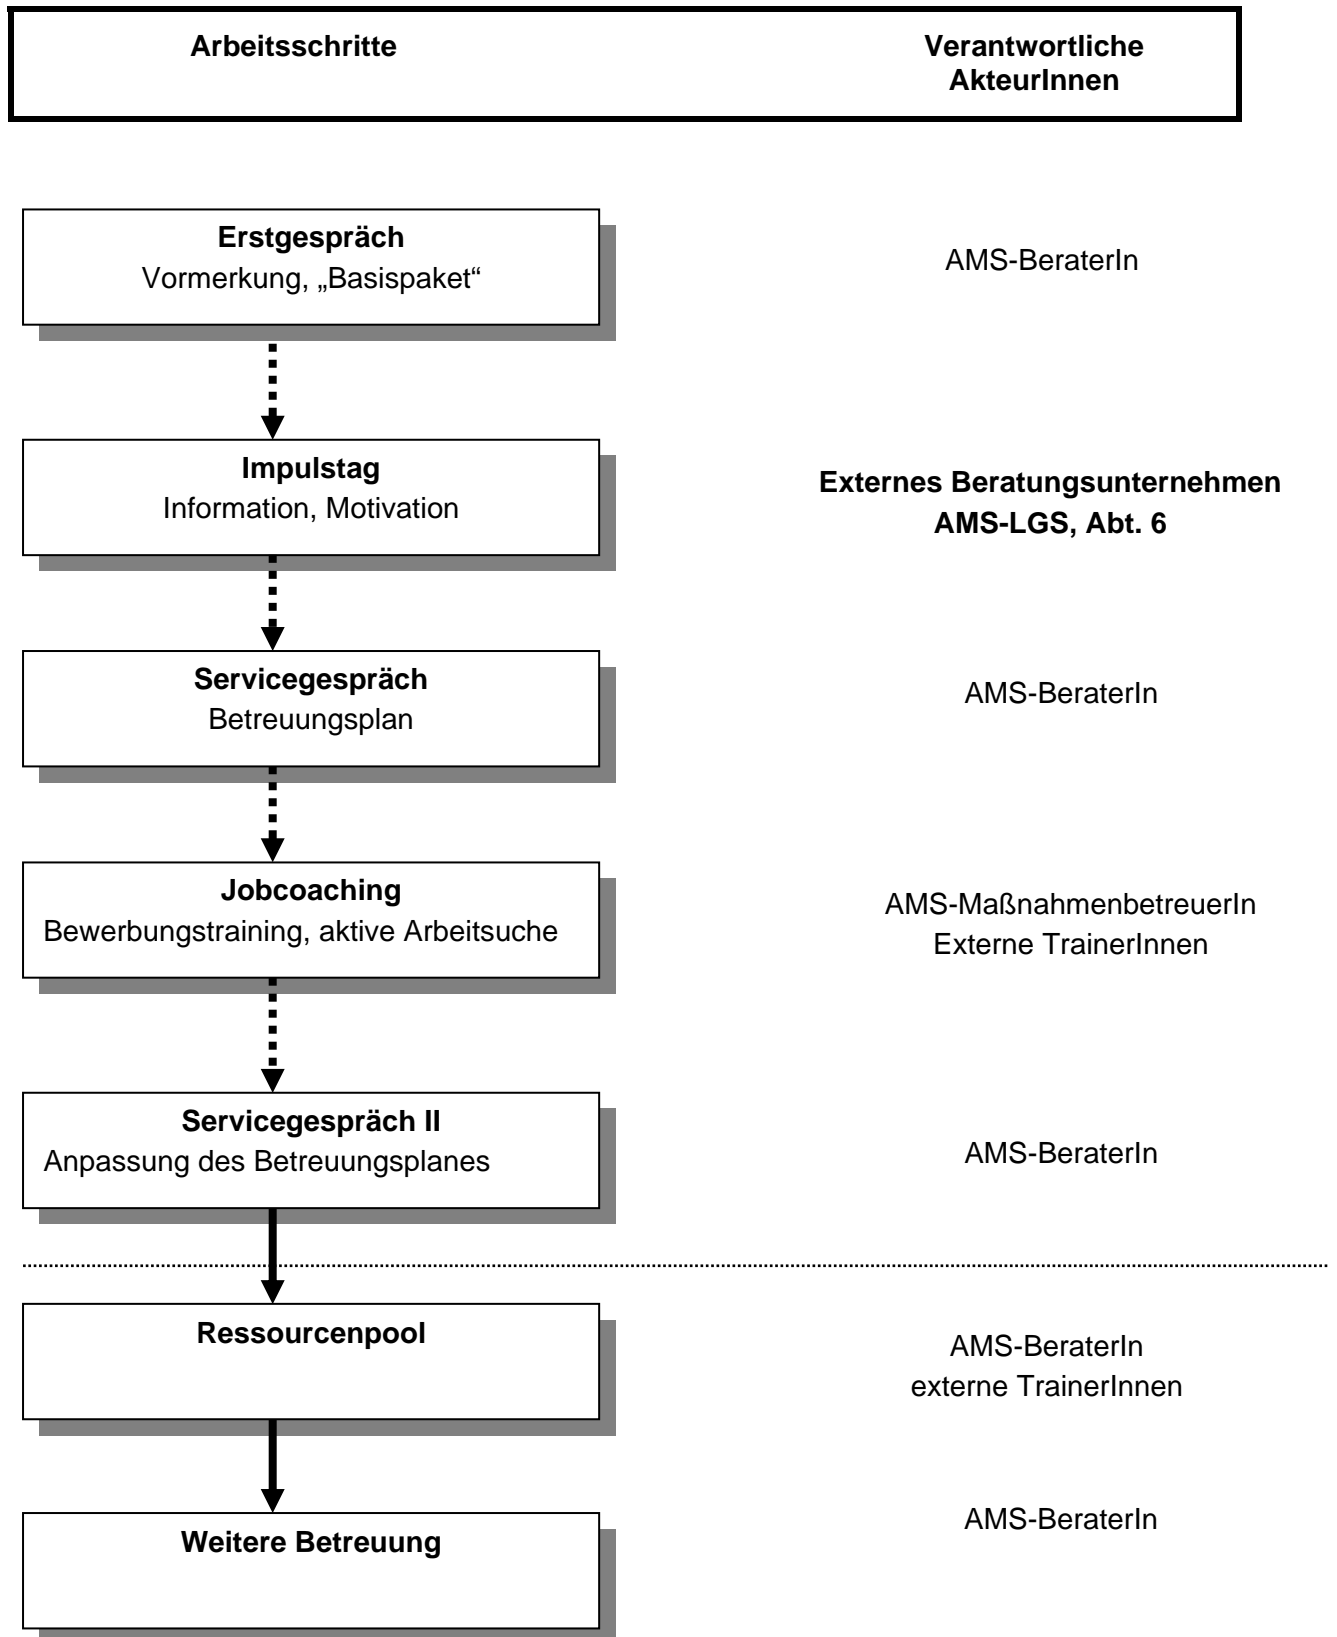 Arbeitsschritte
Verantwortliche
AkteurInnen
Erstgespräch
Vormerkung, „Basispaket“
AMS-BeraterIn
Impulstag
Information, Motivation
Externes Beratungsunternehmen
AMS-LGS, Abt. 6
Servicegespräch
Betreuungsplan
AMS-BeraterIn
Jobcoaching
Bewerbungstraining, aktive Arbeitsuche
AMS-MaßnahmenbetreuerIn
Externe TrainerInnen
Servicegespräch II
Anpassung des Betreuungsplanes
AMS-BeraterIn
Ressourcenpool
AMS-BeraterIn
externe TrainerInnen
Weitere Betreuung
AMS-BeraterIn